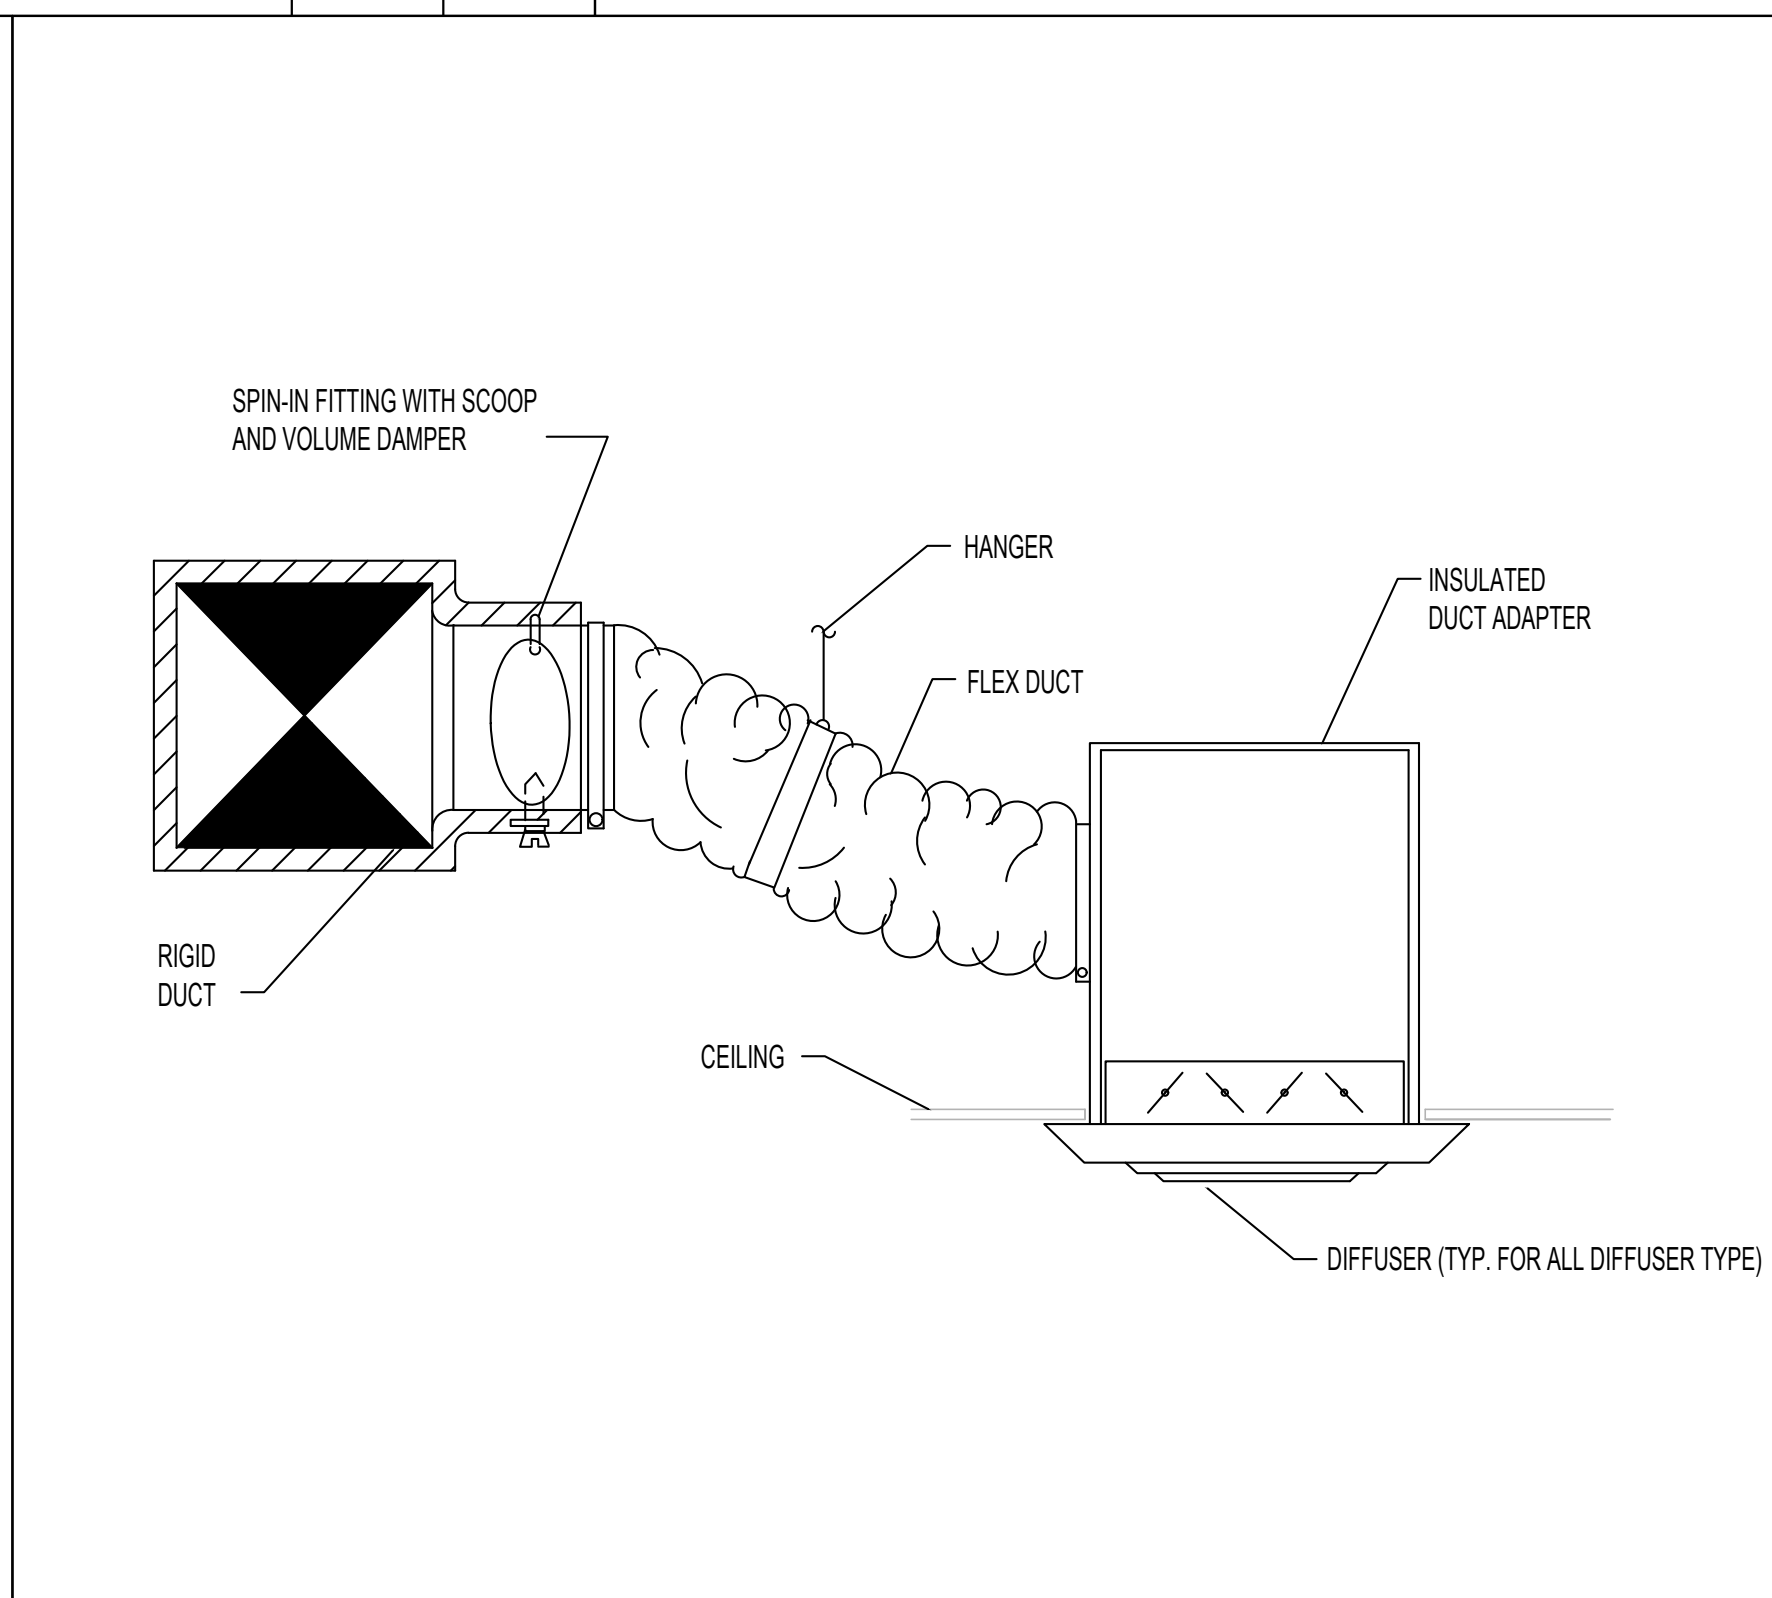 SPIN-IN FITTING WITH SCOOP
AND VOLUME DAMPER
HANGER
INSULATED
DUCT ADAPTER
FLEX DUCT
RIGID
DUCT
CEILING
DIFFUSER (TYP. FOR ALL DIFFUSER TYPE)